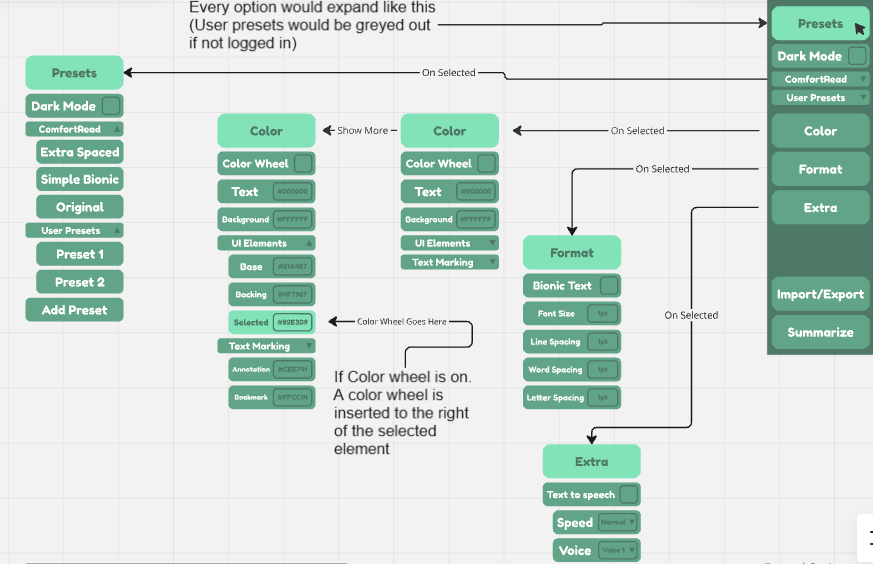 Every option would expand like this
(User presets would be greyed out
if not logged in)
Presets
Dark Mode
ComfortRead
User Presets
Color
Format
Extra
Import/Export
Summarize
On Selected
Presets
Dark Mode
ComfortRead
Extra Spaced
Simple Bionic
Original
User Presets
Preset 1
Preset 2
Add Preset
On Selected
Color
Color Wheel
Text #000000
Background #FFFFFF
UI Elements
Text Marking
Show More
Color
Color Wheel
Text #000000
Background #FFFFFF
UI Elements
Base
Backing #4F7967
Selected #82E3B9
Text Marking
Annotation
Bookmark
Color Wheel Goes Here
If Color wheel is on.
A color wheel is
inserted to the right
of the selected
element
On Selected
Format
Bionic Text
Font Size 1pt
Line Spacing 1pt
Word Spacing 1pt
Letter Spacing 1pt
On Selected
Extra
Text to speech
Speed Normal
Voice Voice 1